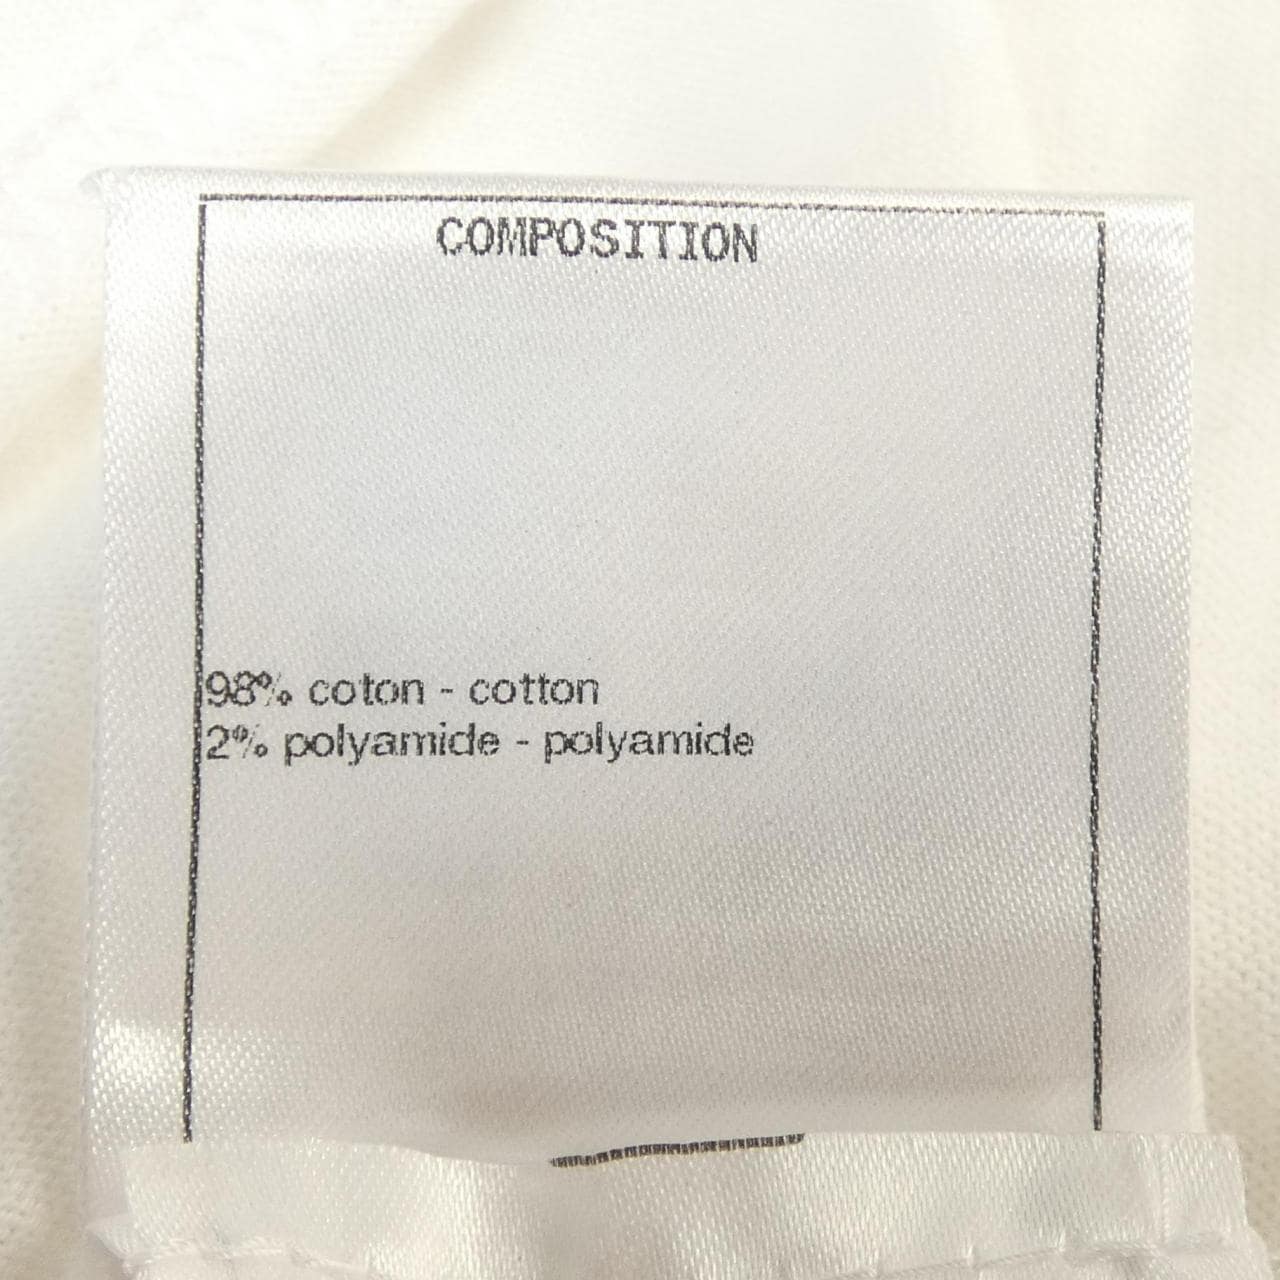 COMPOSITION
98% coton - cotton
2% polyamide - polyamide